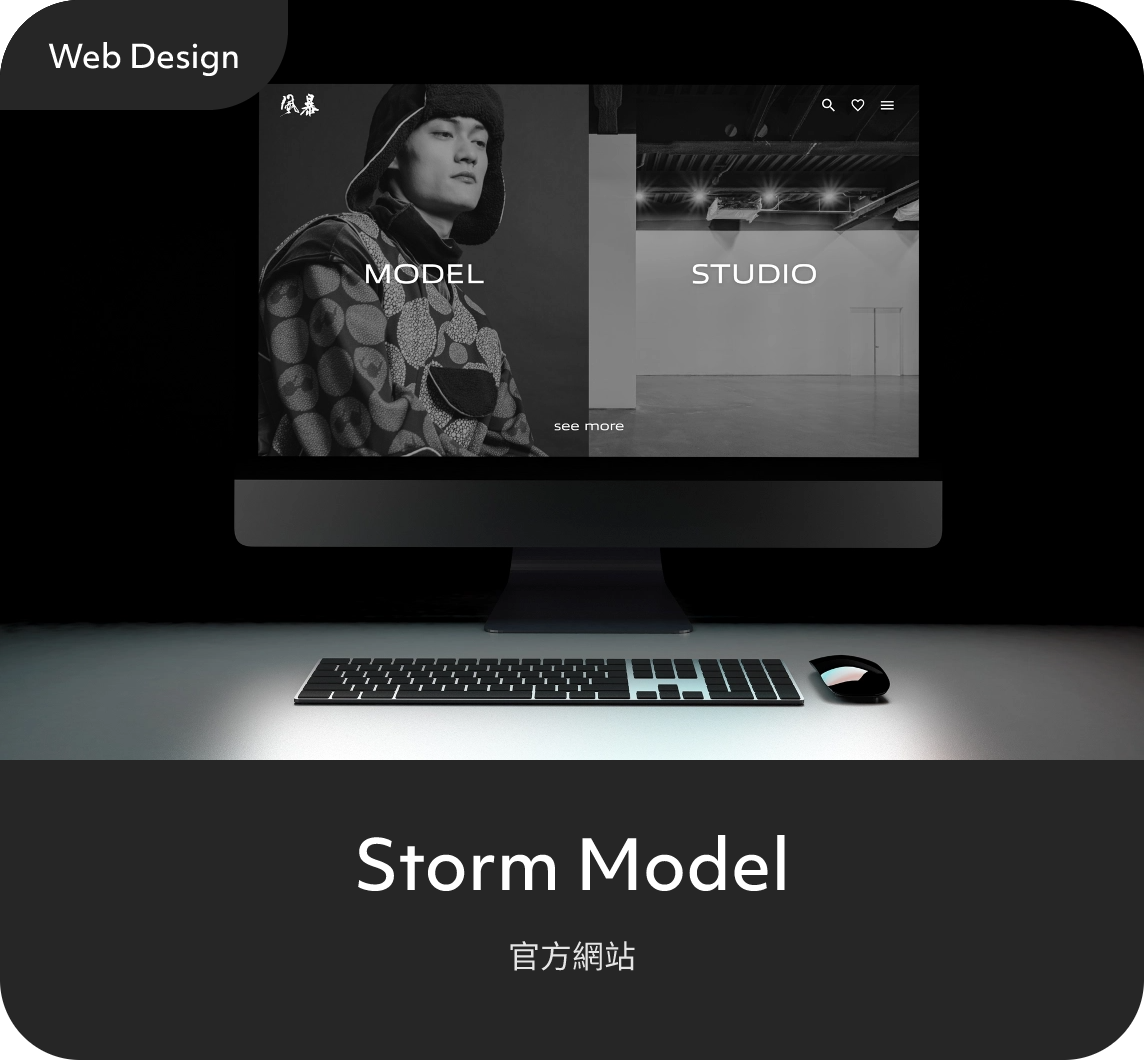 Web Design
風暴
MODEL
STUDIO
see more
Storm Model
官方網站